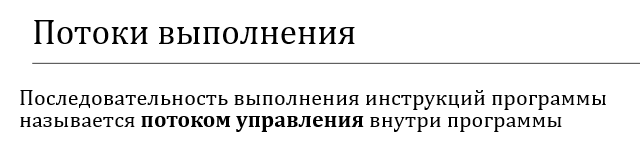 Потоки выполнения
Последовательность выполнения инструкций программы
называется потоком управления внутри программы